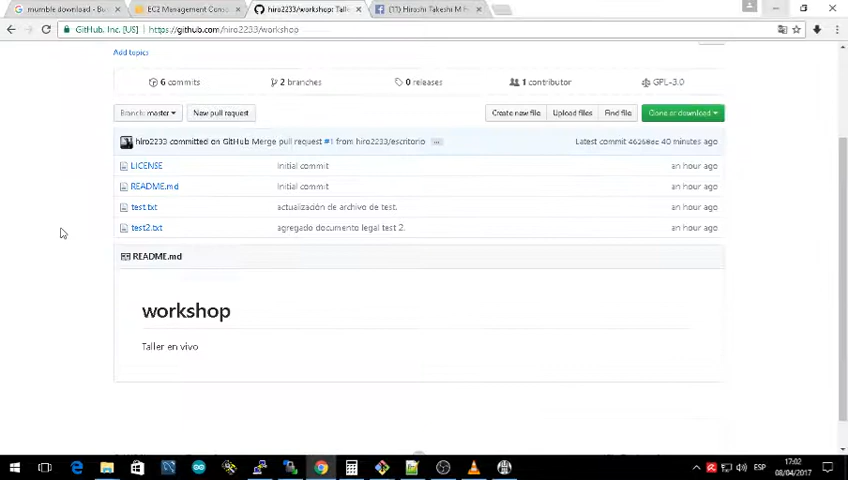 mumble download - Bu
EC2 Management Conso
hiro2233/workshop: Talle
(11) Hiroshi Takeshi M H
GitHub, Inc. [US] https://github.com/hiro2233/workshop
Add topics
6 commits
2 branches
0 releases
1 contributor
GPL-3.0
Branch: master
New pull request
Create new file
Upload files
Find file
Clone or download
hiro2233 committed on GitHub Merge pull request #1 from hiro2233/escritorio ...
Latest commit 40 minutes ago
LICENSE Initial commit an hour ago
README.md Initial commit an hour ago
test.txt actualización de archivo de test. an hour ago
test2.txt agregado documento legal test 2. an hour ago
README.md
workshop
Taller en vivo
ESP
17:02
08/04/2017